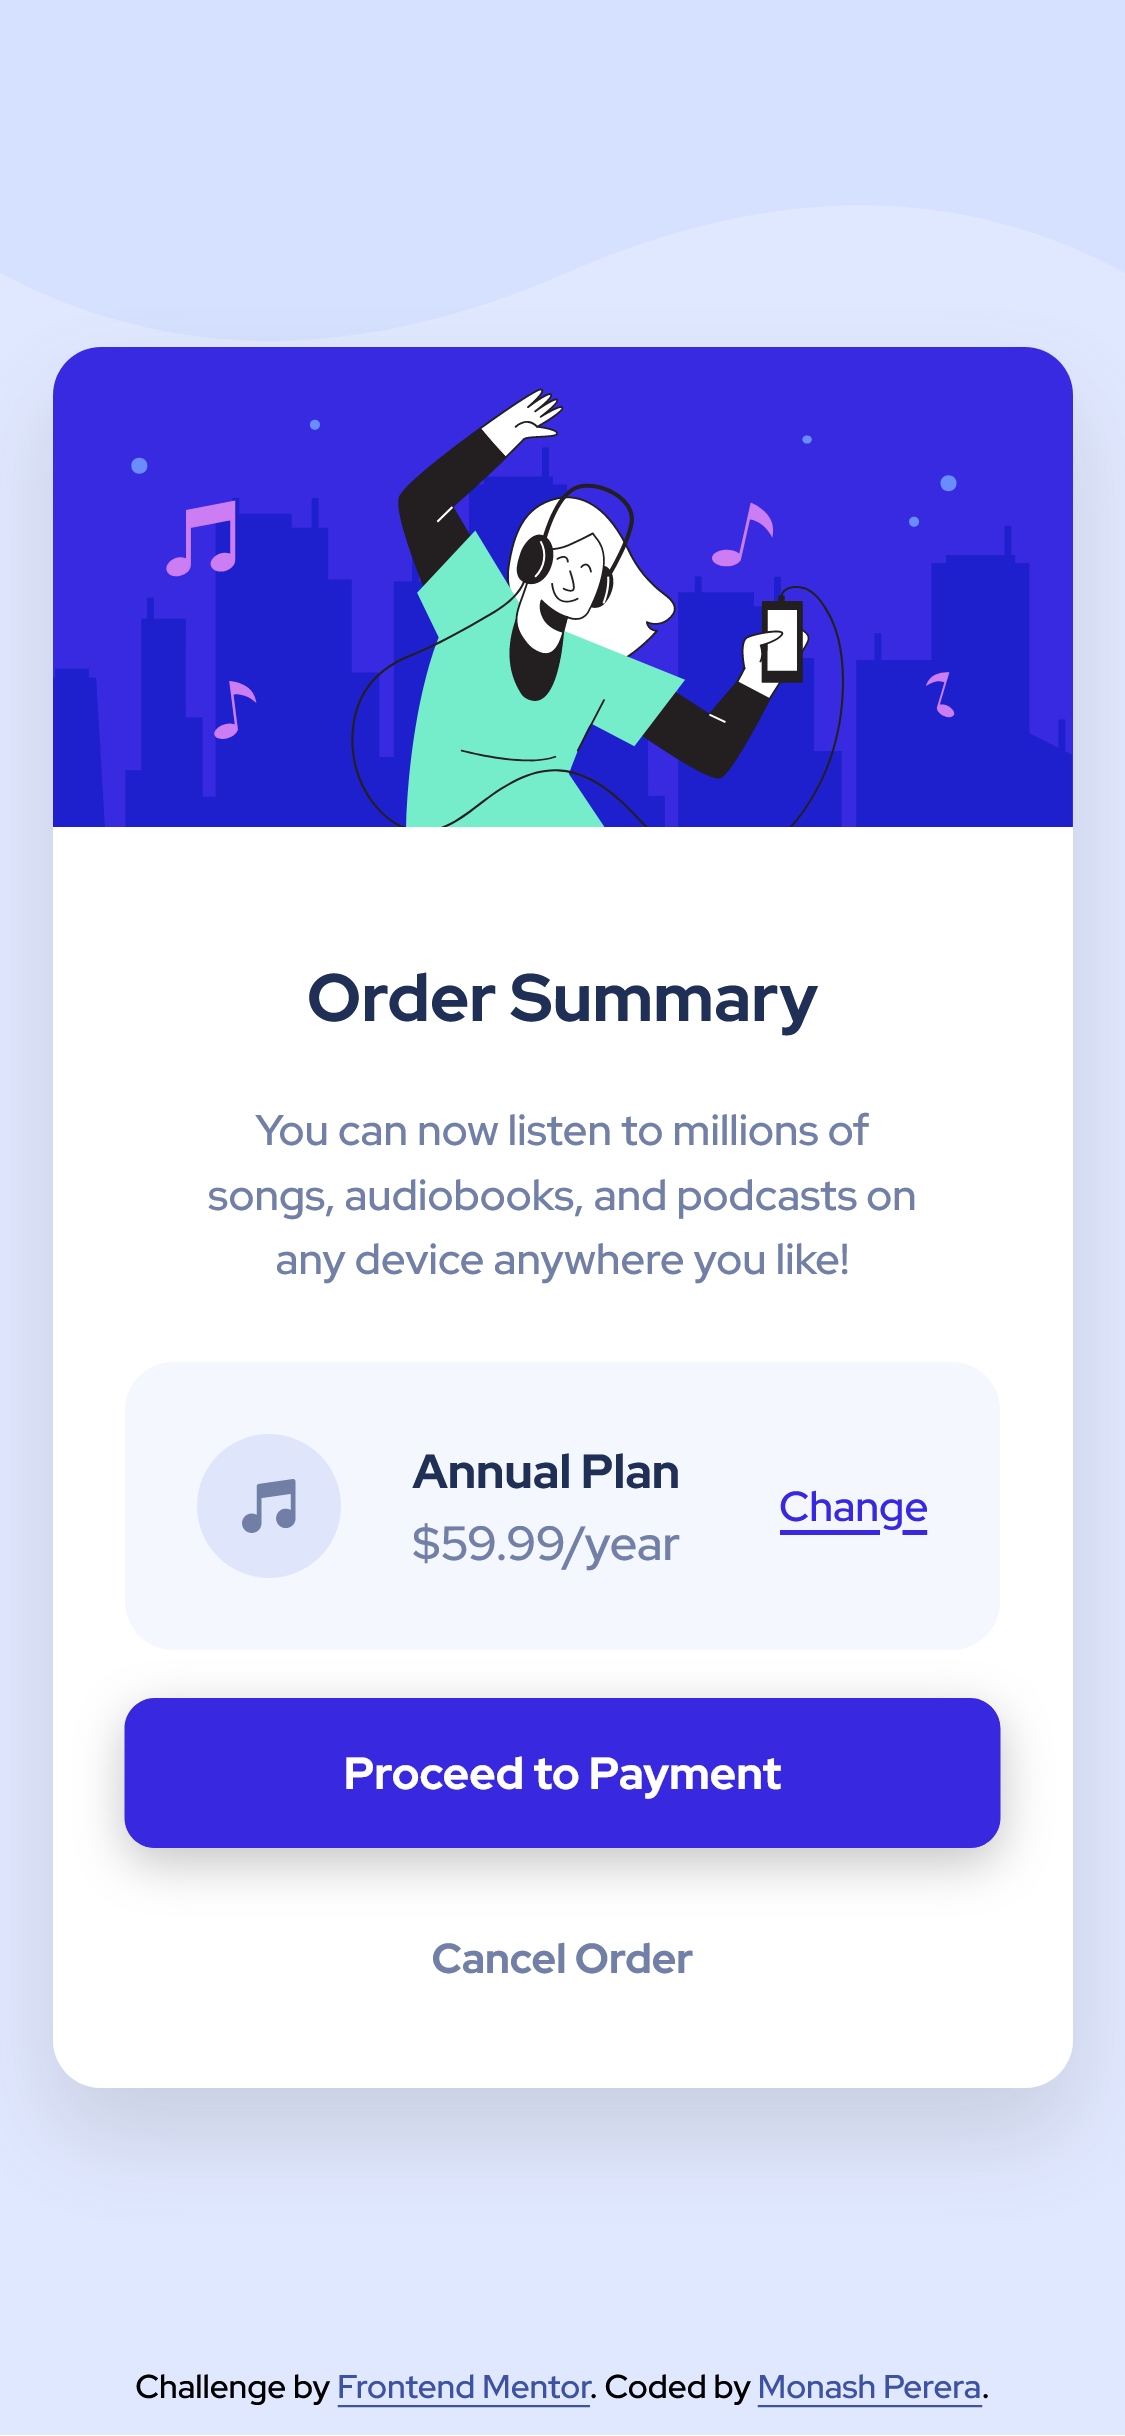 Order Summary
You can now listen to millions of
songs, audiobooks, and podcasts on
any device anywhere you like!
Annual Plan
$59.99/year
Change
Proceed to Payment
Cancel Order
Challenge by Frontend Mentor. Coded by Monash Perera.